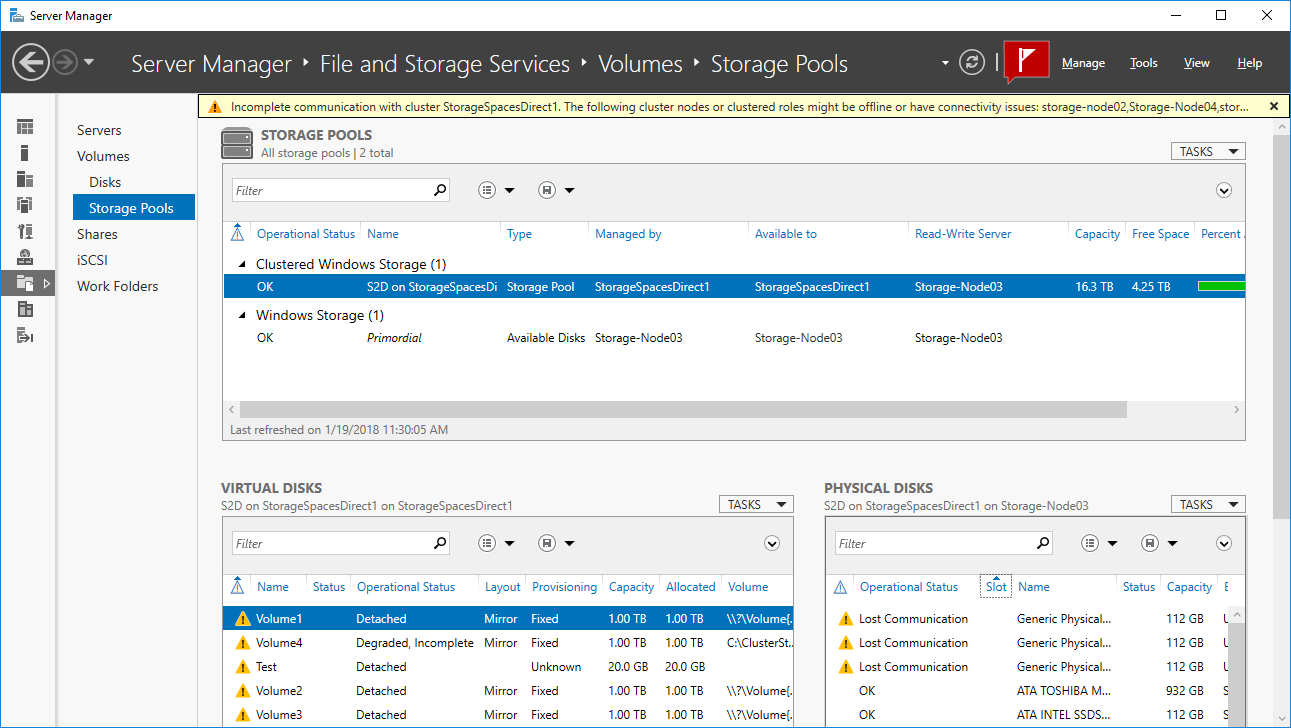 Server Manager
Server Manager ‣ File and Storage Services ‣ Volumes ‣ Storage Pools
Manage Tools View Help
Incomplete communication with cluster StorageSpacesDirect1. The following cluster nodes or clustered roles might be offline or have connectivity issues: storage-node02,Storage-Node04,stor...
Servers
Volumes
Disks
Storage Pools
Shares
iSCSI
Work Folders
STORAGE POOLS
All storage pools | 2 total
TASKS
Filter
Operational Status Name Type Managed by Available to Read-Write Server Capacity Free Space Percent
Clustered Windows Storage (1)
OK S2D on StorageSpacesDi Storage Pool StorageSpacesDirect1 StorageSpacesDirect1 Storage-Node03 16.3 TB 4.25 TB
Windows Storage (1)
OK Primordial Available Disks Storage-Node03 Storage-Node03 Storage-Node03
Last refreshed on 1/19/2018 11:30:05 AM
VIRTUAL DISKS
S2D on StorageSpacesDirect1 on StorageSpacesDirect1
TASKS
Filter
Name Status Operational Status Layout Provisioning Capacity Allocated Volume
Volume1 Detached Mirror Fixed 1.00 TB 1.00 TB \\?\Volume{.
Volume4 Degraded, Incomplete Mirror Fixed 1.00 TB 1.00 TB C:\ClusterSt..
Test Detached Unknown 20.0 GB 20.0 GB
Volume2 Detached Mirror Fixed 1.00 TB 1.00 TB \\?\Volume{.
Volume3 Detached Mirror Fixed 1.00 TB 1.00 TB \\?\Volume{.
PHYSICAL DISKS
S2D on StorageSpacesDirect1 on Storage-Node03
TASKS
Filter
Operational Status Slot Name Status Capacity
Lost Communication Generic Physical... 112 GB
Lost Communication Generic Physical... 112 GB
Lost Communication Generic Physical... 112 GB
OK ATA TOSHIBA M... 932 GB
OK ATA INTEL SSDS... 112 GB